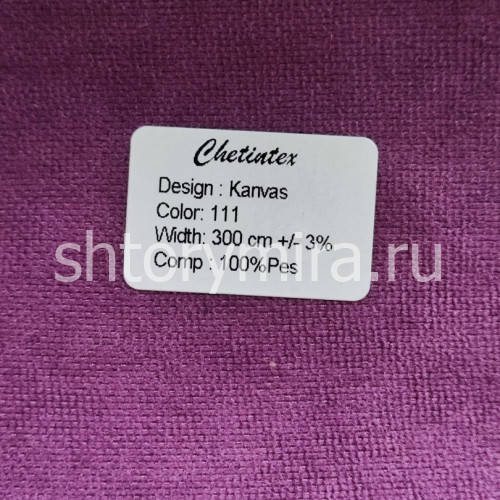 Chetintex
Design : Kanvas
Color: 111
Width: 300 cm +/- 3%
shtorymira.ru
Comp : 100%Pes